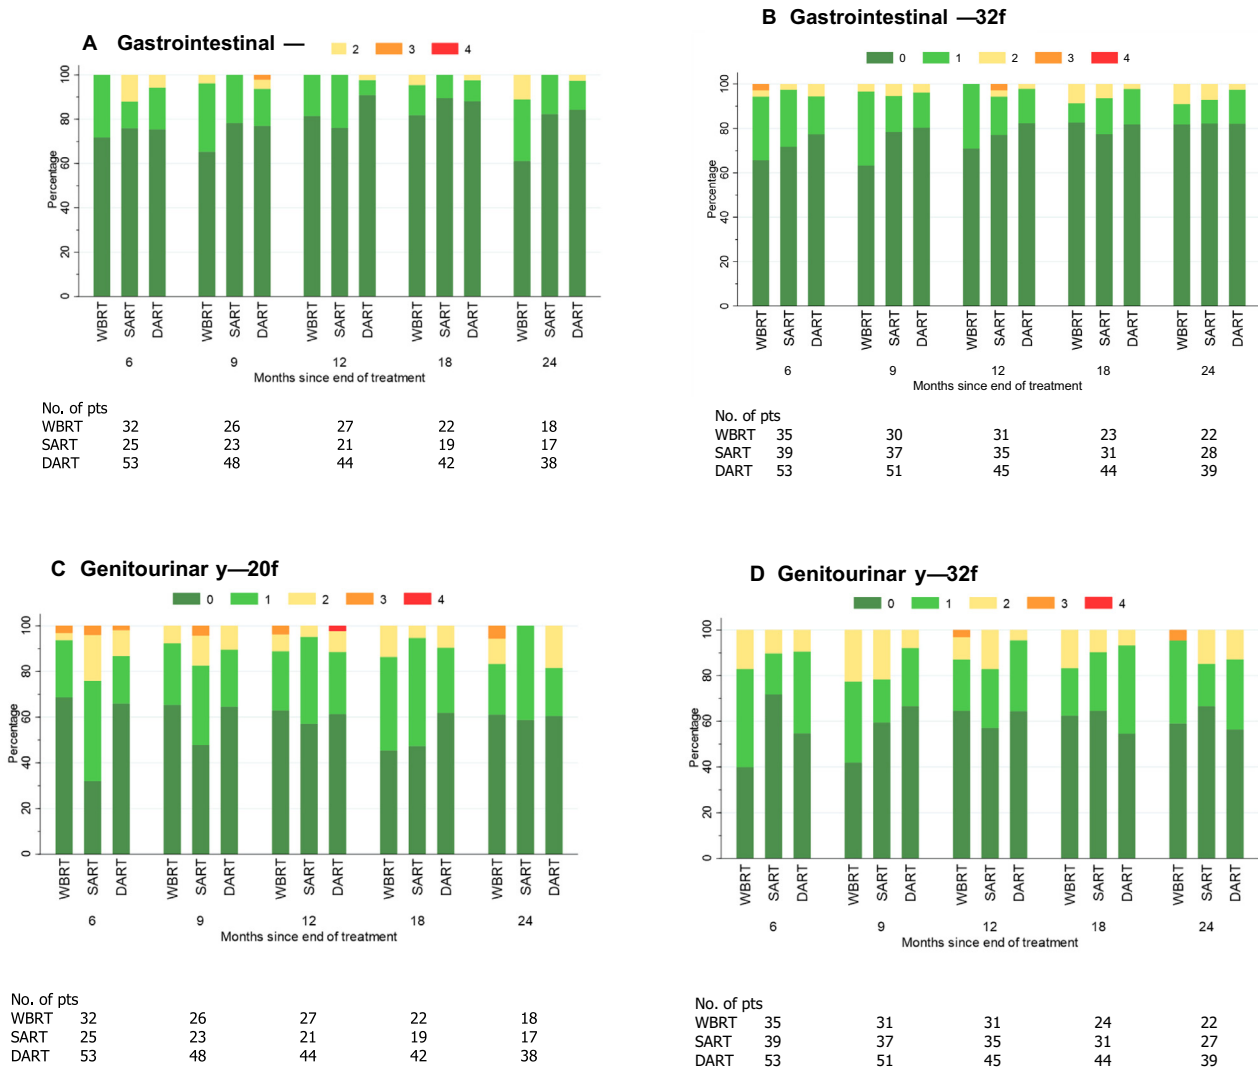 A Gastrointestinal —
2 3 4
100
80
60
40
20
0
Percentage
WBRT SART DART WBRT SART DART WBRT SART DART WBRT SART DART WBRT SART DART
6 9 12 18 24
Months since end of treatment
No. of pts
WBRT 32 26 27 22 18
SART 25 23 21 19 17
DART 53 48 44 42 38
B Gastrointestinal —32f
0 1 2 3 4
100
80
60
40
20
0
Percentage
WBRT SART DART WBRT SART DART WBRT SART DART WBRT SART DART WBRT SART DART
6 9 12 18 24
Months since end of treatment
No. of pts
WBRT 35 30 31 23 22
SART 39 37 35 31 28
DART 53 51 45 44 39
C Genitourinar y—20f
0 1 2 3 4
100
80
60
40
20
0
Percentage
WBRT SART DART WBRT SART DART WBRT SART DART WBRT SART DART WBRT SART DART
6 9 12 18 24
Months since end of treatment
No. of pts
WBRT 32 26 27 22 18
SART 25 23 21 19 17
DART 53 48 44 42 38
D Genitourinar y—32f
0 1 2 3 4
100
80
60
40
20
0
Percentage
WBRT SART DART WBRT SART DART WBRT SART DART WBRT SART DART WBRT SART DART
6 9 12 18 24
Months since end of treatment
No. of pts
WBRT 35 31 31 24 22
SART 39 37 35 31 27
DART 53 51 45 44 39